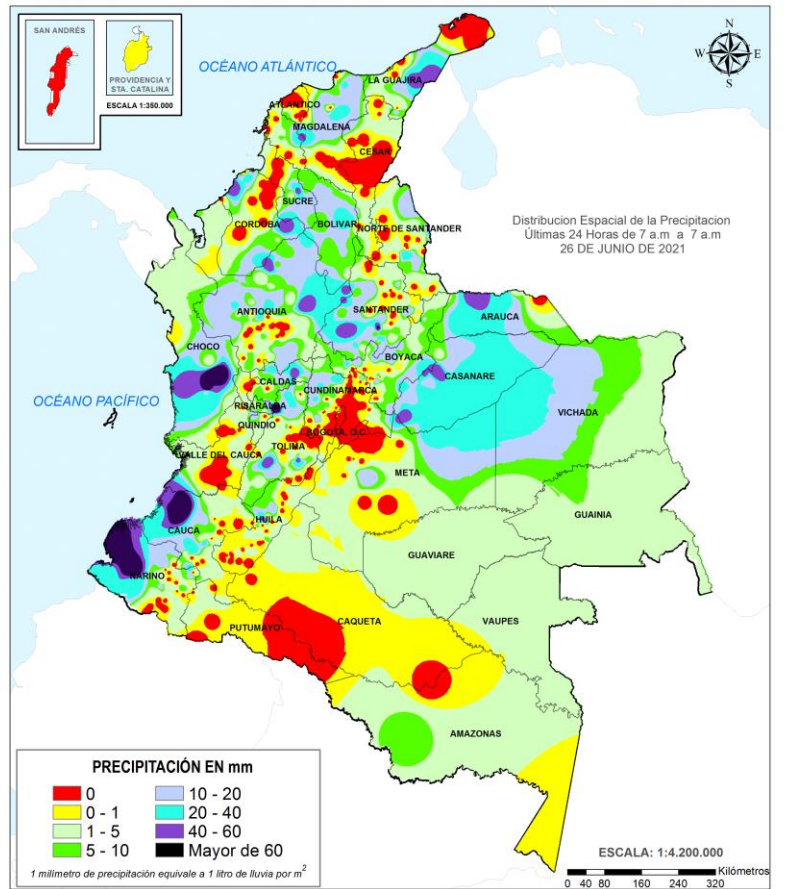 SAN ANDRÉS
PROVIDENCIA Y
STA. CATALINA
ESCALA 1:350.000
N
W
E
S
OCÉANO ATLÁNTICO
LA GUAJIRA
ATLANTICO
MAGDALENA
CESAR
SUCRE
CORDOBA
BOLIVAR
NORTE DE SANTANDER
Distribucion Espacial de la Precipitacion
Últimas 24 Horas de 7 a.m a 7 a.m
26 DE JUNIO DE 2021
ANTIOQUIA
SANTANDER
ARAUCA
CHOCO
BOYACA
CALDAS
CUNDINAMARCA
CASANARE
OCÉANO PACÍFICO
RISARALDA
VICHADA
QUINDIO
BOGOTA, D.C.
TOLIMA
VALLE DEL CAUCA
META
GUAINIA
CAUCA
HUILA
GUAVIARE
NARIÑO
PUTUMAYO
CAQUETA
VAUPES
AMAZONAS
PRECIPITACIÓN EN mm
0
10 - 20
0 - 1
20 - 40
1 - 5
40 - 60
5 - 10
Mayor de 60
1 milímetro de precipitación equivale a 1 litro de lluvia por m²
ESCALA: 1:4.200.000
Kilómetros
0 40 80 160 240 320